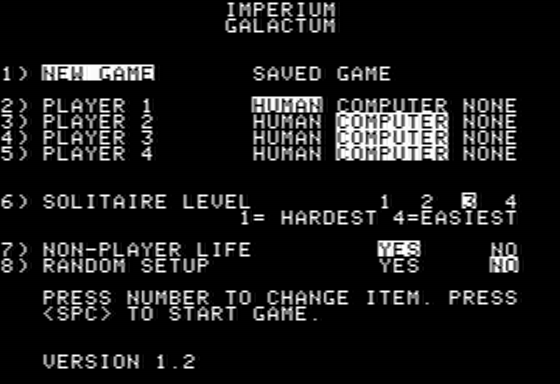 IMPERIUM
GALACTUM
1) NEW GAME SAVED GAME
2) PLAYER 1 HUMAN COMPUTER NONE
3) PLAYER 2 HUMAN COMPUTER NONE
4) PLAYER 3 HUMAN COMPUTER NONE
5) PLAYER 4 HUMAN COMPUTER NONE
6) SOLITAIRE LEVEL 1 2 3 4
1= HARDEST 4=EASIEST
7) NON-PLAYER LIFE YES NO
8) RANDOM SETUP YES NO
PRESS NUMBER TO CHANGE ITEM. PRESS
<SPC> TO START GAME.
VERSION 1.2